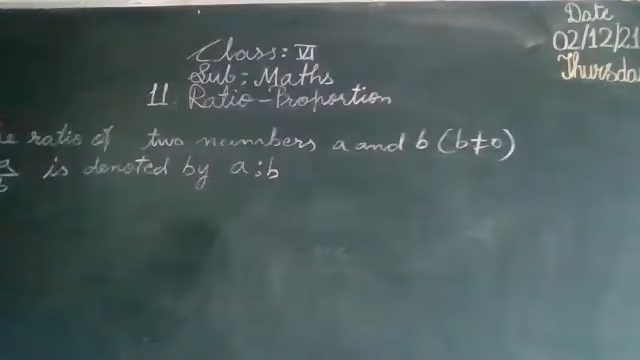 Date
02/12/21
Thursda
Class: VI
Sub: Maths
11. Ratio-Proportion
e ratio of two numbers a and b (b≠0)
a/b is denoted by a:b